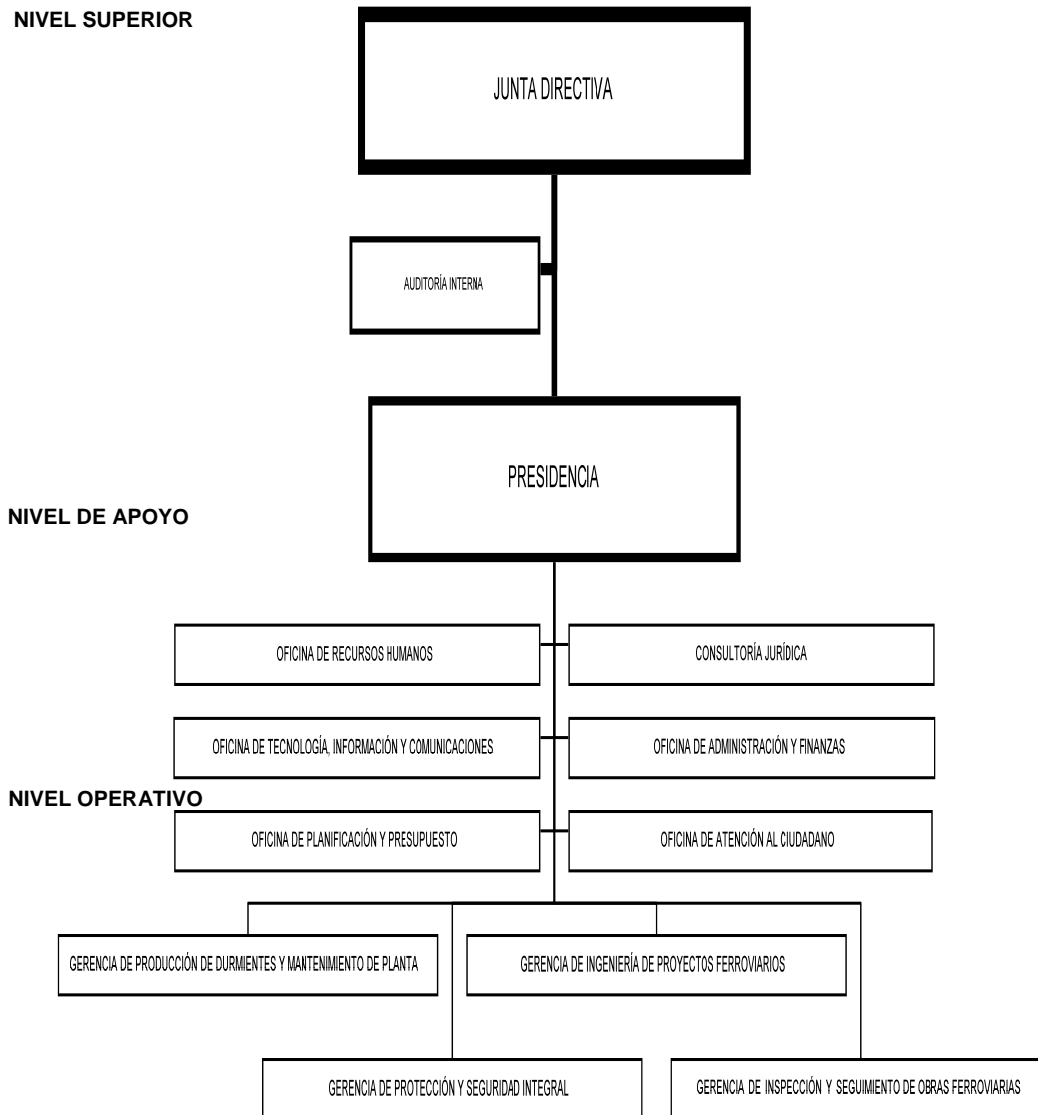 NIVEL SUPERIOR
JUNTA DIRECTIVA
AUDITORÍA INTERNA
PRESIDENCIA
NIVEL DE APOYO
OFICINA DE RECURSOS HUMANOS
CONSULTORÍA JURÍDICA
OFICINA DE TECNOLOGÍA, INFORMACIÓN Y COMUNICACIONES
OFICINA DE ADMINISTRACIÓN Y FINANZAS
NIVEL OPERATIVO
OFICINA DE PLANIFICACIÓN Y PRESUPUESTO
OFICINA DE ATENCIÓN AL CIUDADANO
GERENCIA DE PRODUCCIÓN DE DURMIENTES Y MANTENIMIENTO DE PLANTA
GERENCIA DE INGENIERÍA DE PROYECTOS FERROVIARIOS
GERENCIA DE PROTECCIÓN Y SEGURIDAD INTEGRAL
GERENCIA DE INSPECCIÓN Y SEGUIMIENTO DE OBRAS FERROVIARIAS